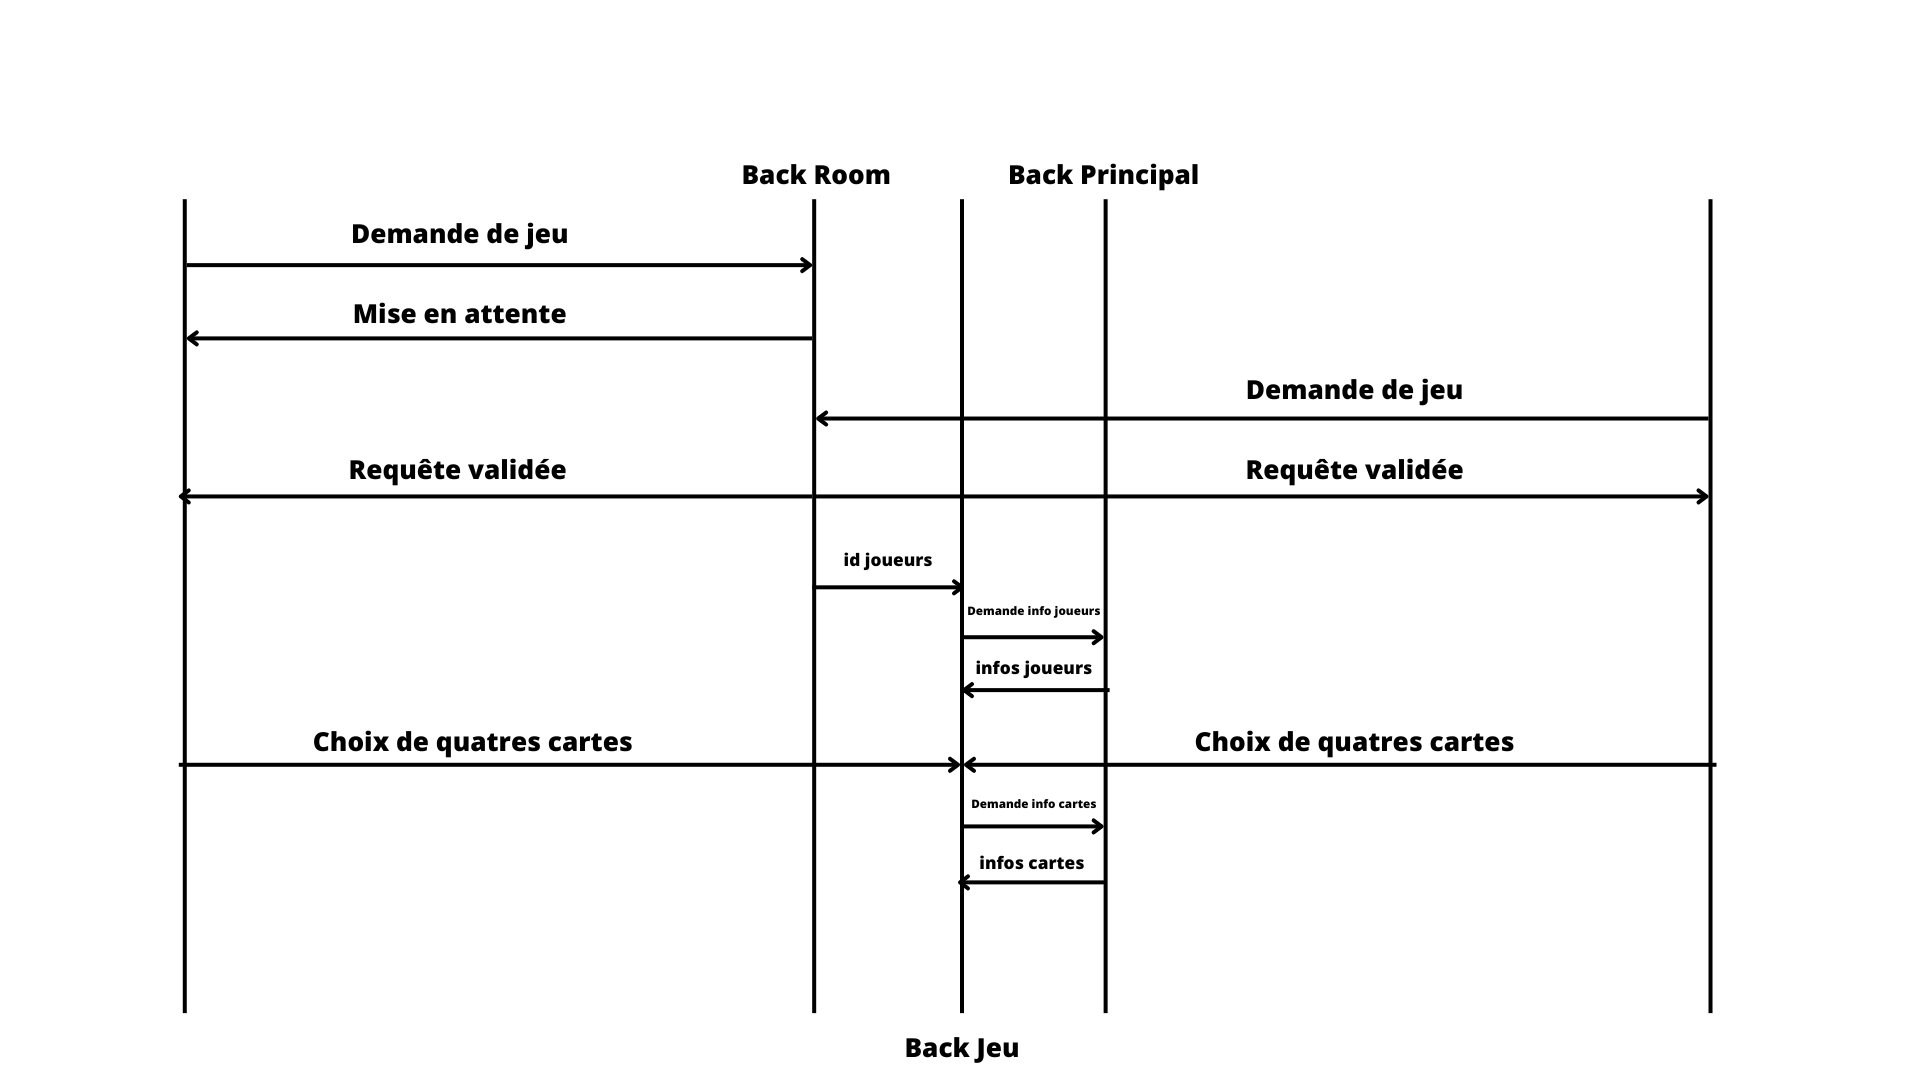 Back Room
Back Principal
Demande de jeu
Mise en attente
Demande de jeu
Requête validée
Requête validée
id joueurs
Demande info joueurs
infos joueurs
Choix de quatres cartes
Choix de quatres cartes
Demande info cartes
infos cartes
Back Jeu